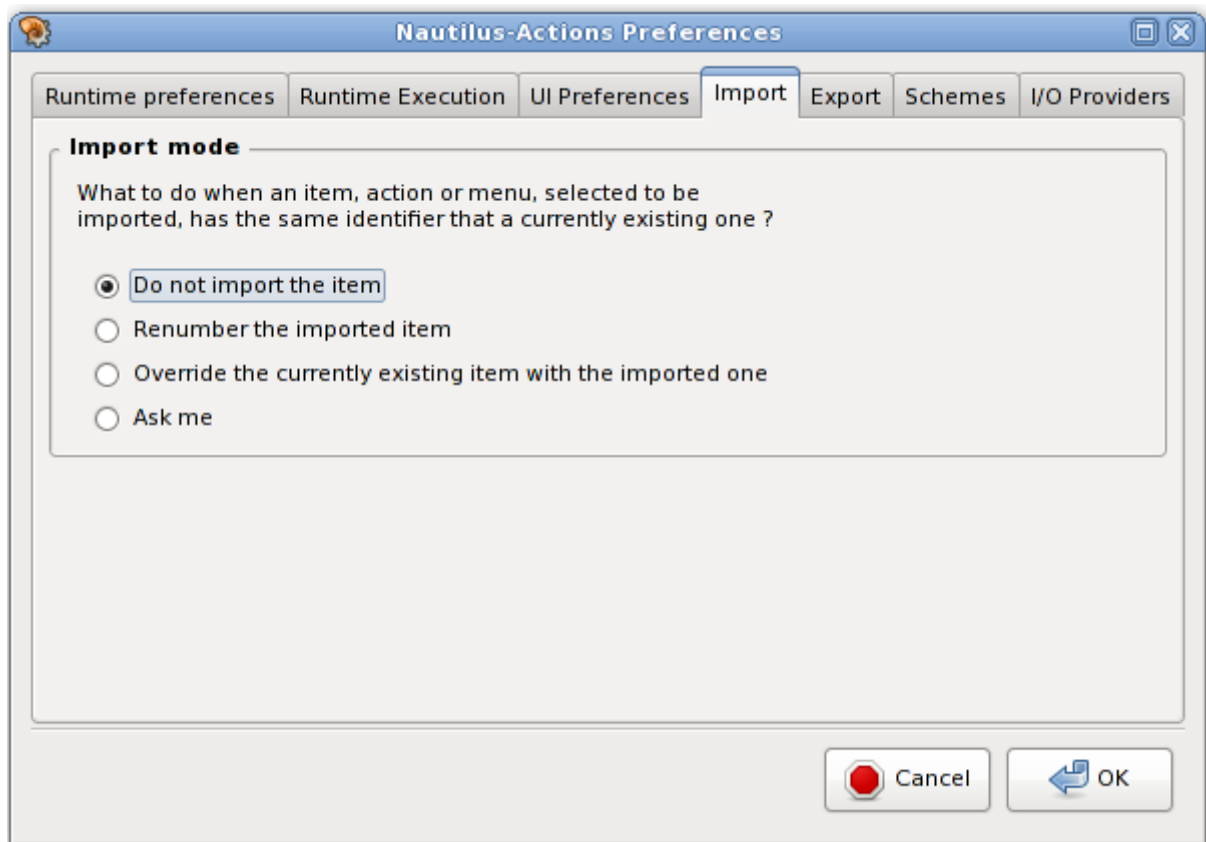 Nautilus-Actions Preferences
Runtime preferences Runtime Execution UI Preferences Import Export Schemes I/O Providers
Import mode
What to do when an item, action or menu, selected to be
imported, has the same identifier that a currently existing one ?
Do not import the item
Renumber the imported item
Override the currently existing item with the imported one
Ask me
Cancel OK